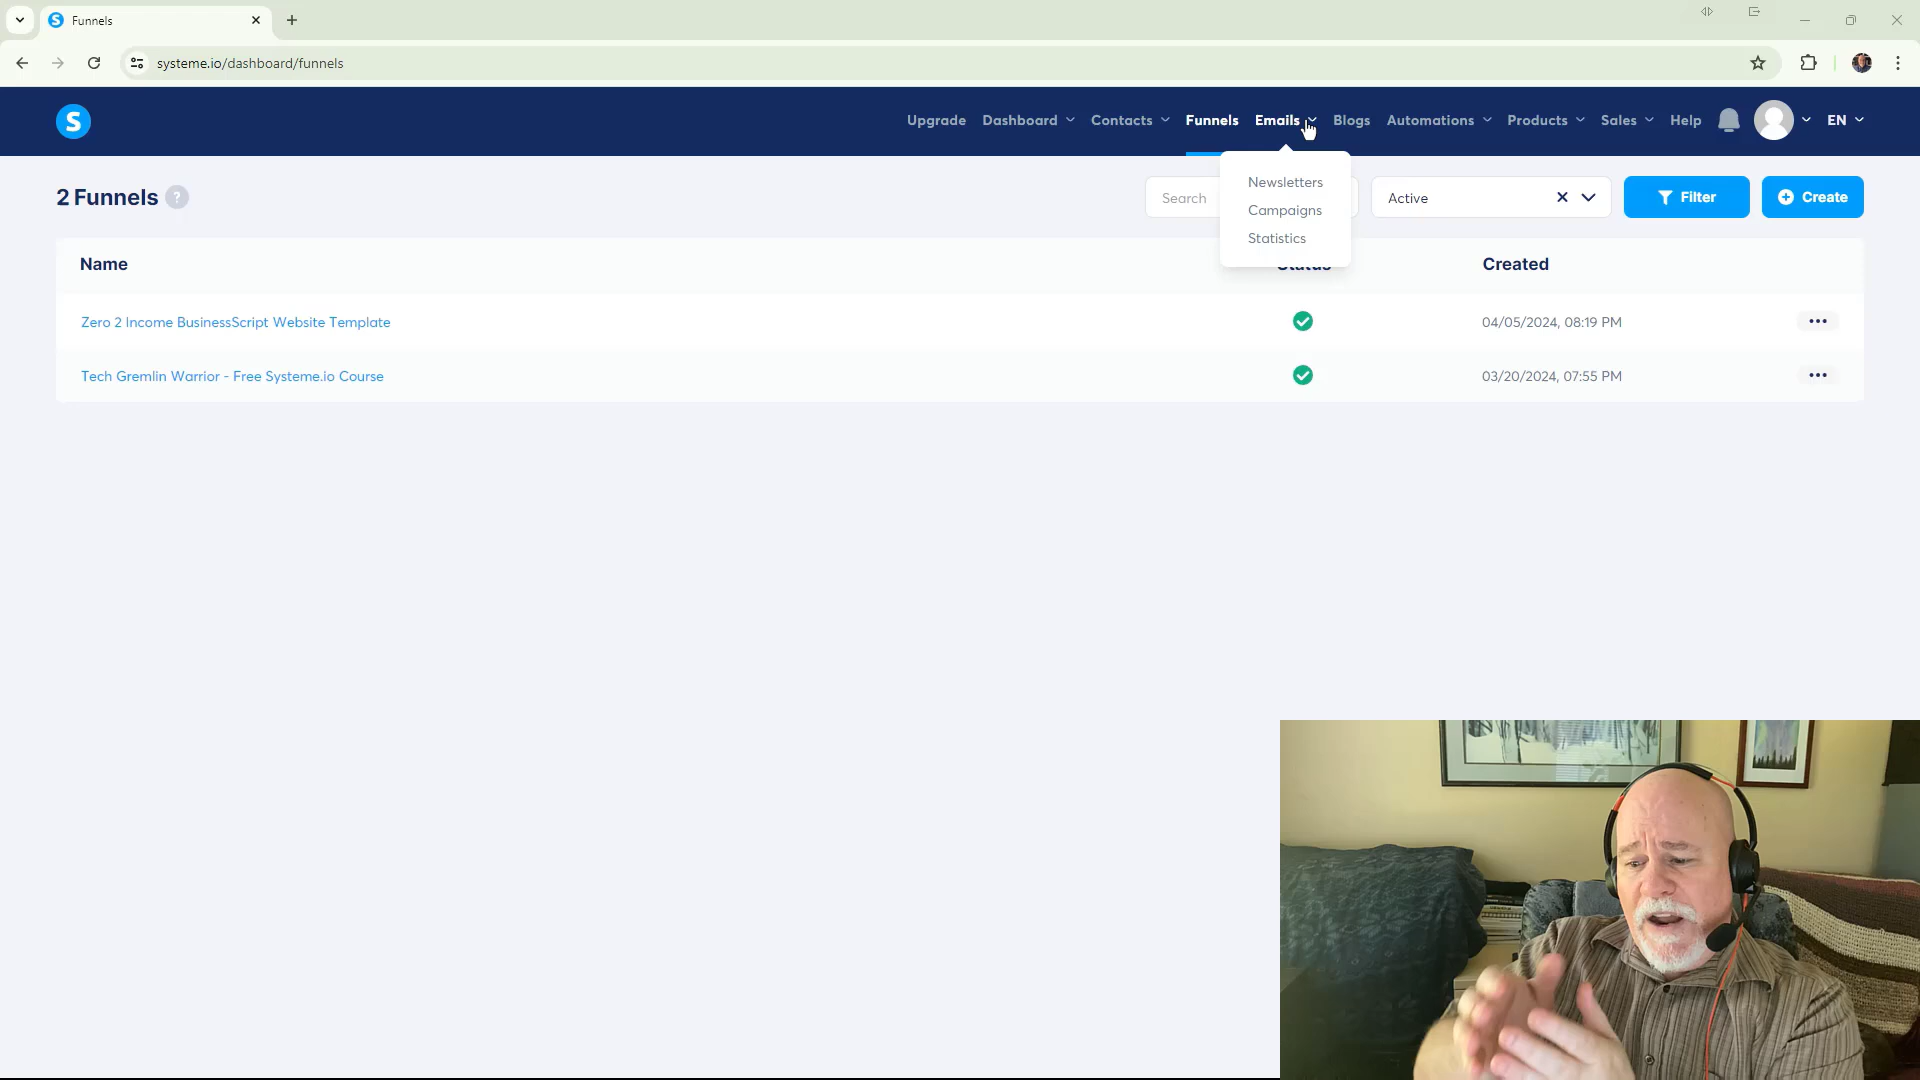 Funnels
systeme.io/dashboard/funnels
S
Upgrade Dashboard Contacts Funnels Emails Blogs Automations Products Sales Help EN
Newsletters
Campaigns
Statistics
2 Funnels ?
Search
Active
Filter
Create
Name Status Created
Zero 2 Income BusinessScript Website Template 04/05/2024, 08:19 PM
Tech Gremlin Warrior - Free Systeme.io Course 03/20/2024, 07:55 PM